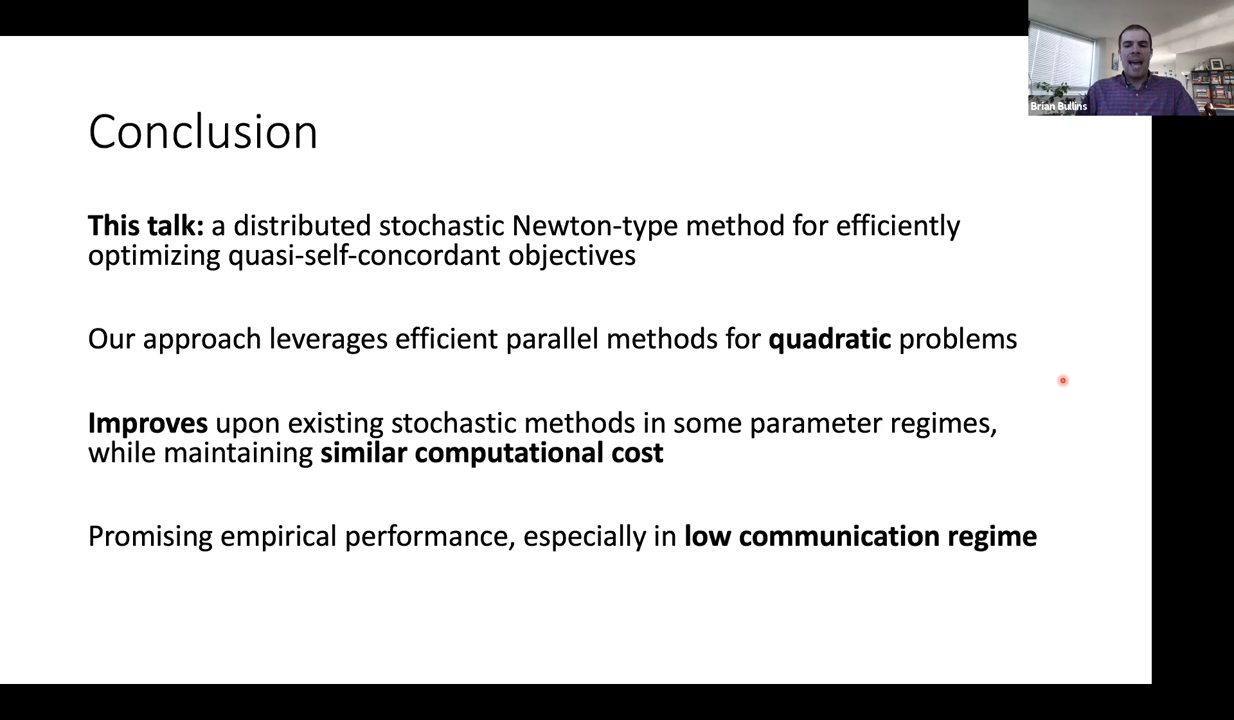 Conclusion
Brian Bullins
This talk: a distributed stochastic Newton-type method for efficiently
optimizing quasi-self-concordant objectives
Our approach leverages efficient parallel methods for quadratic problems
Improves upon existing stochastic methods in some parameter regimes,
while maintaining similar computational cost
Promising empirical performance, especially in low communication regime